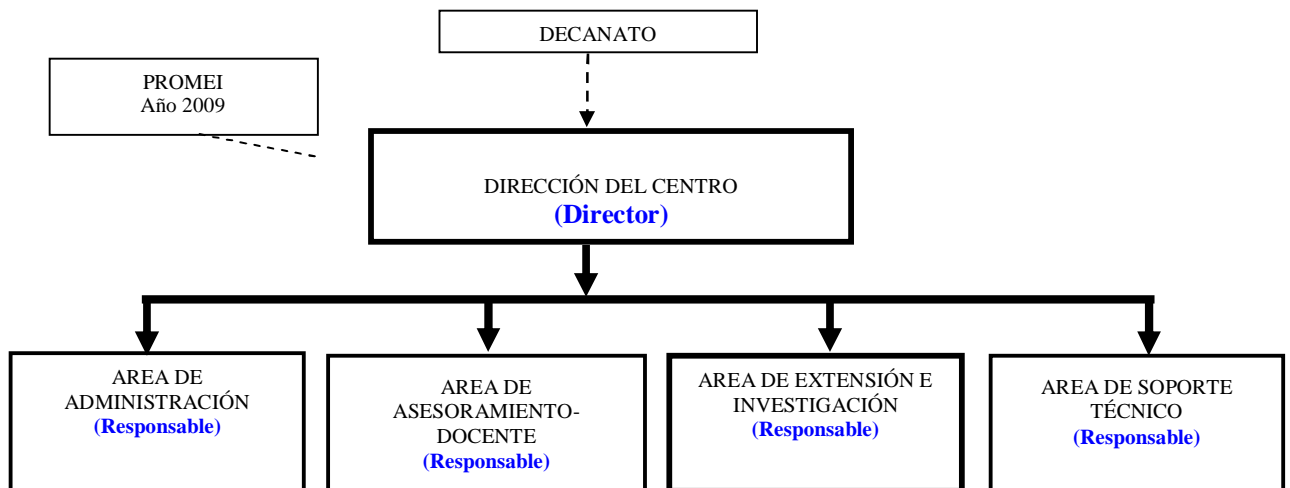 DECANATO
PROMEI
Año 2009
DIRECCIÓN DEL CENTRO
(Director)
AREA DE
ADMINISTRACIÓN
(Responsable)
AREA DE
ASESORAMIENTO-
DOCENTE
(Responsable)
AREA DE EXTENSIÓN E
INVESTIGACIÓN
(Responsable)
AREA DE SOPORTE
TÉCNICO
(Responsable)